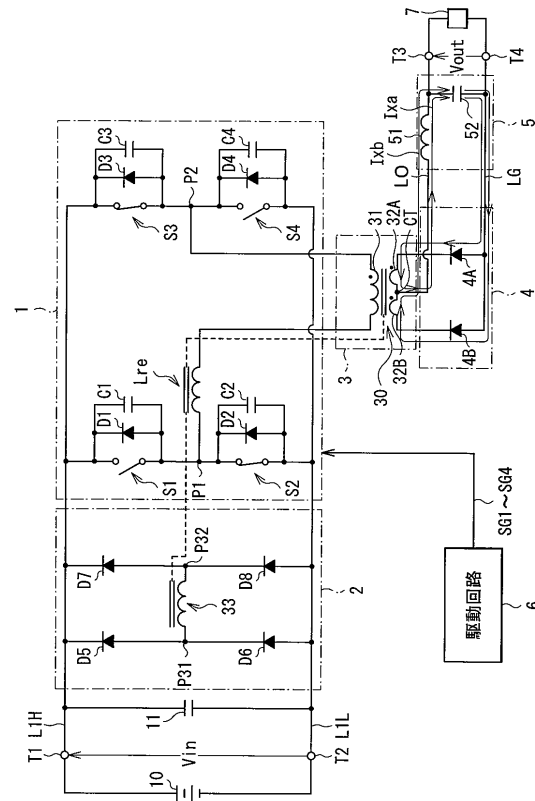 1
2
3
4
5
6
7
10
11
T1
T2
T3
T4
L1H
L1L
Vin
Vout
D5
D6
D7
D8
P31
P32
33
D1
C1
S1
P1
D2
C2
S2
Lre
D3
C3
S3
P2
D4
C4
S4
30
31
32A
32B
CT
4A
4B
LO
LG
Ixb
51
Ixa
52
SG1~SG4
駆動回路